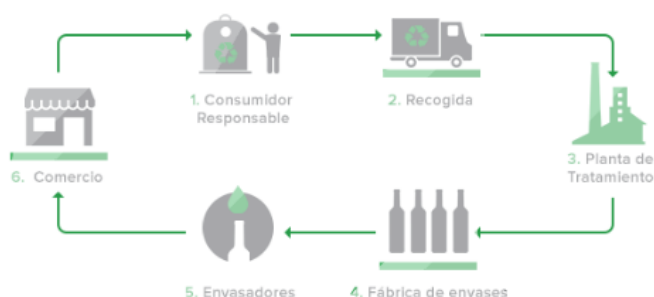 1. Consumidor
Responsable
2. Recogida
3. Planta de
Tratamiento
4. Fábrica de envases
5. Envasadores
6. Comercio